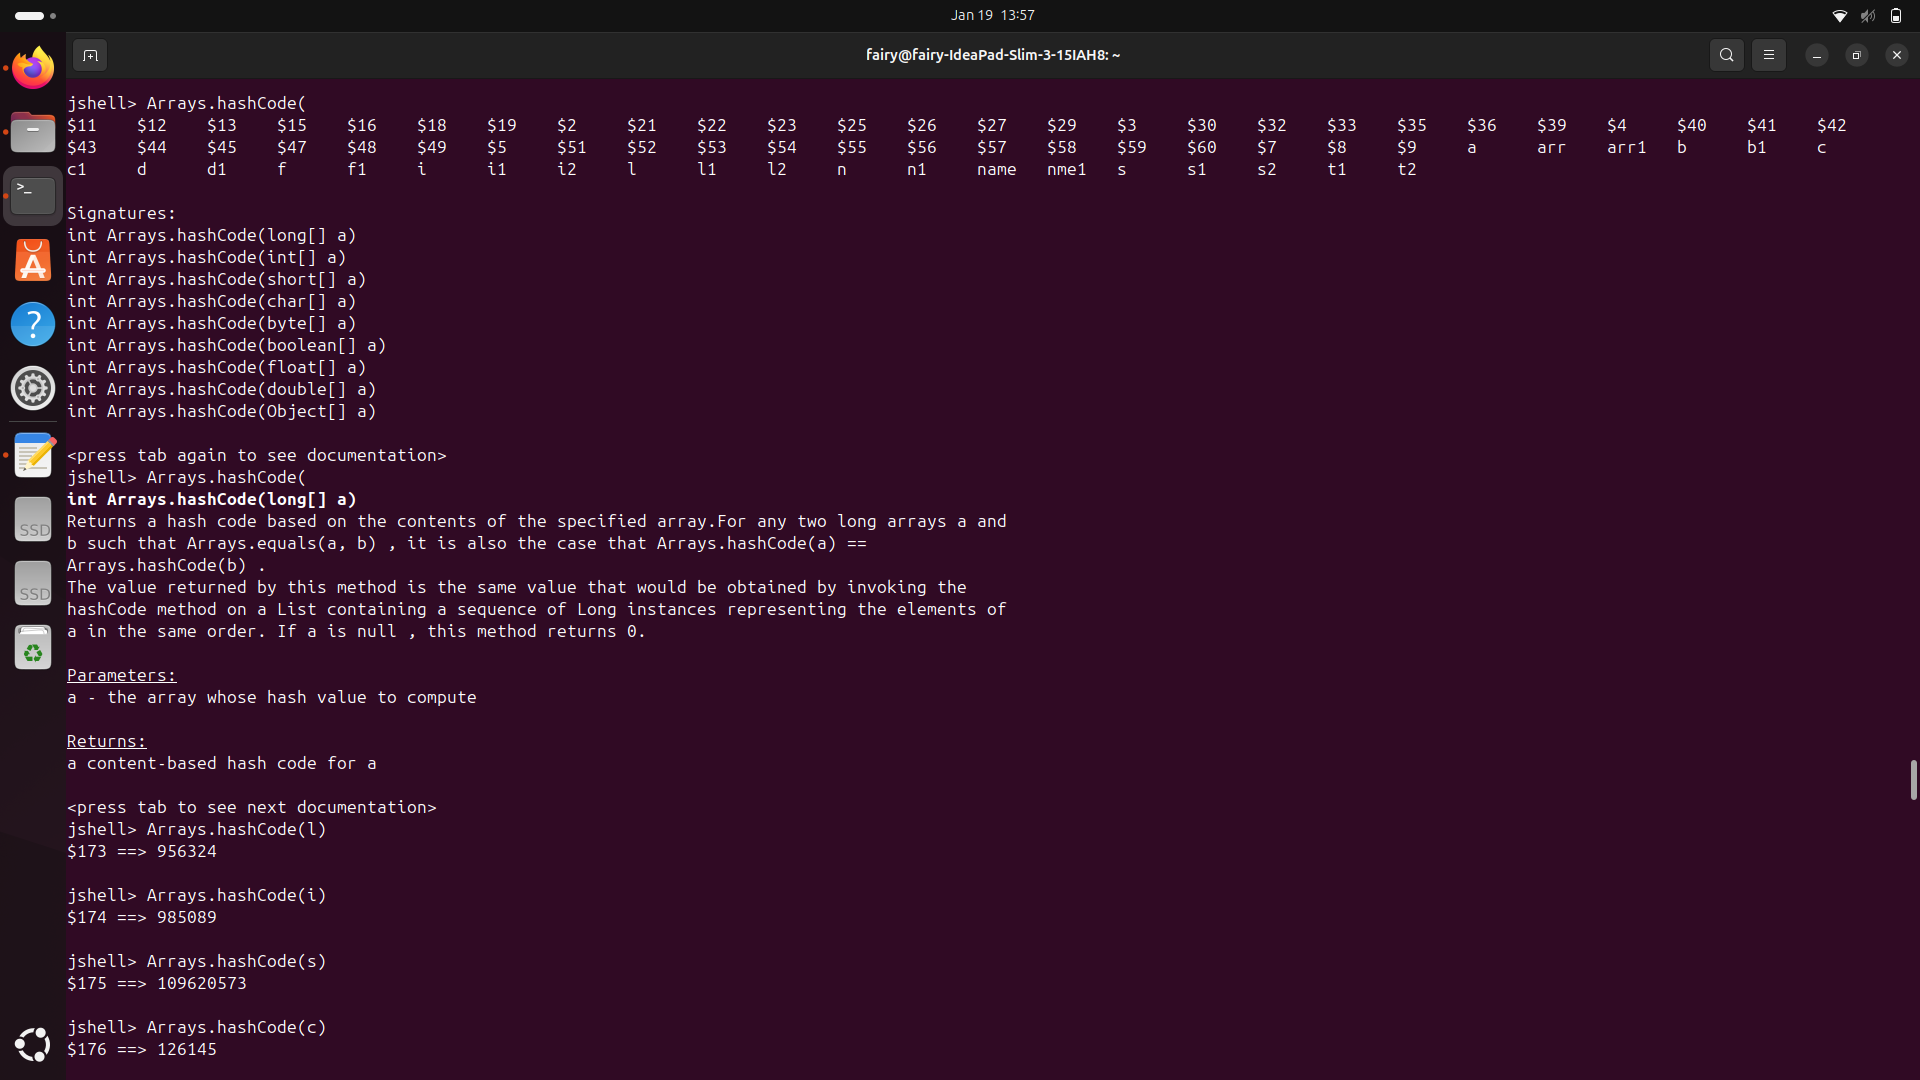 Jan 19 13:57
fairy@fairy-IdeaPad-Slim-3-15IAH8: ~
jshell> Arrays.hashCode(
$11 $12 $13 $15 $16 $18 $19 $2 $21 $22 $23 $25 $26 $27 $29 $3 $30 $32 $33 $35 $36 $39 $4 $40 $41 $42
$43 $44 $45 $47 $48 $49 $5 $51 $52 $53 $54 $55 $56 $57 $58 $59 $60 $7 $8 $9 a arr arr1 b b1 c
c1 d d1 f f1 i i1 i2 l l1 l2 n n1 name nme1 s s1 s2 t1 t2
Signatures:
int Arrays.hashCode(long[] a)
int Arrays.hashCode(int[] a)
int Arrays.hashCode(short[] a)
int Arrays.hashCode(char[] a)
int Arrays.hashCode(byte[] a)
int Arrays.hashCode(boolean[] a)
int Arrays.hashCode(float[] a)
int Arrays.hashCode(double[] a)
int Arrays.hashCode(Object[] a)
<press tab again to see documentation>
jshell> Arrays.hashCode(
int Arrays.hashCode(long[] a)
Returns a hash code based on the contents of the specified array.For any two long arrays a and
b such that Arrays.equals(a, b) , it is also the case that Arrays.hashCode(a) ==
Arrays.hashCode(b) .
The value returned by this method is the same value that would be obtained by invoking the
hashCode method on a List containing a sequence of Long instances representing the elements of
a in the same order. If a is null , this method returns 0.
Parameters:
a - the array whose hash value to compute
Returns:
a content-based hash code for a
<press tab to see next documentation>
jshell> Arrays.hashCode(l)
$173 ==> 956324
jshell> Arrays.hashCode(i)
$174 ==> 985089
jshell> Arrays.hashCode(s)
$175 ==> 109620573
jshell> Arrays.hashCode(c)
$176 ==> 126145
>_
A
?
SSD
SSD